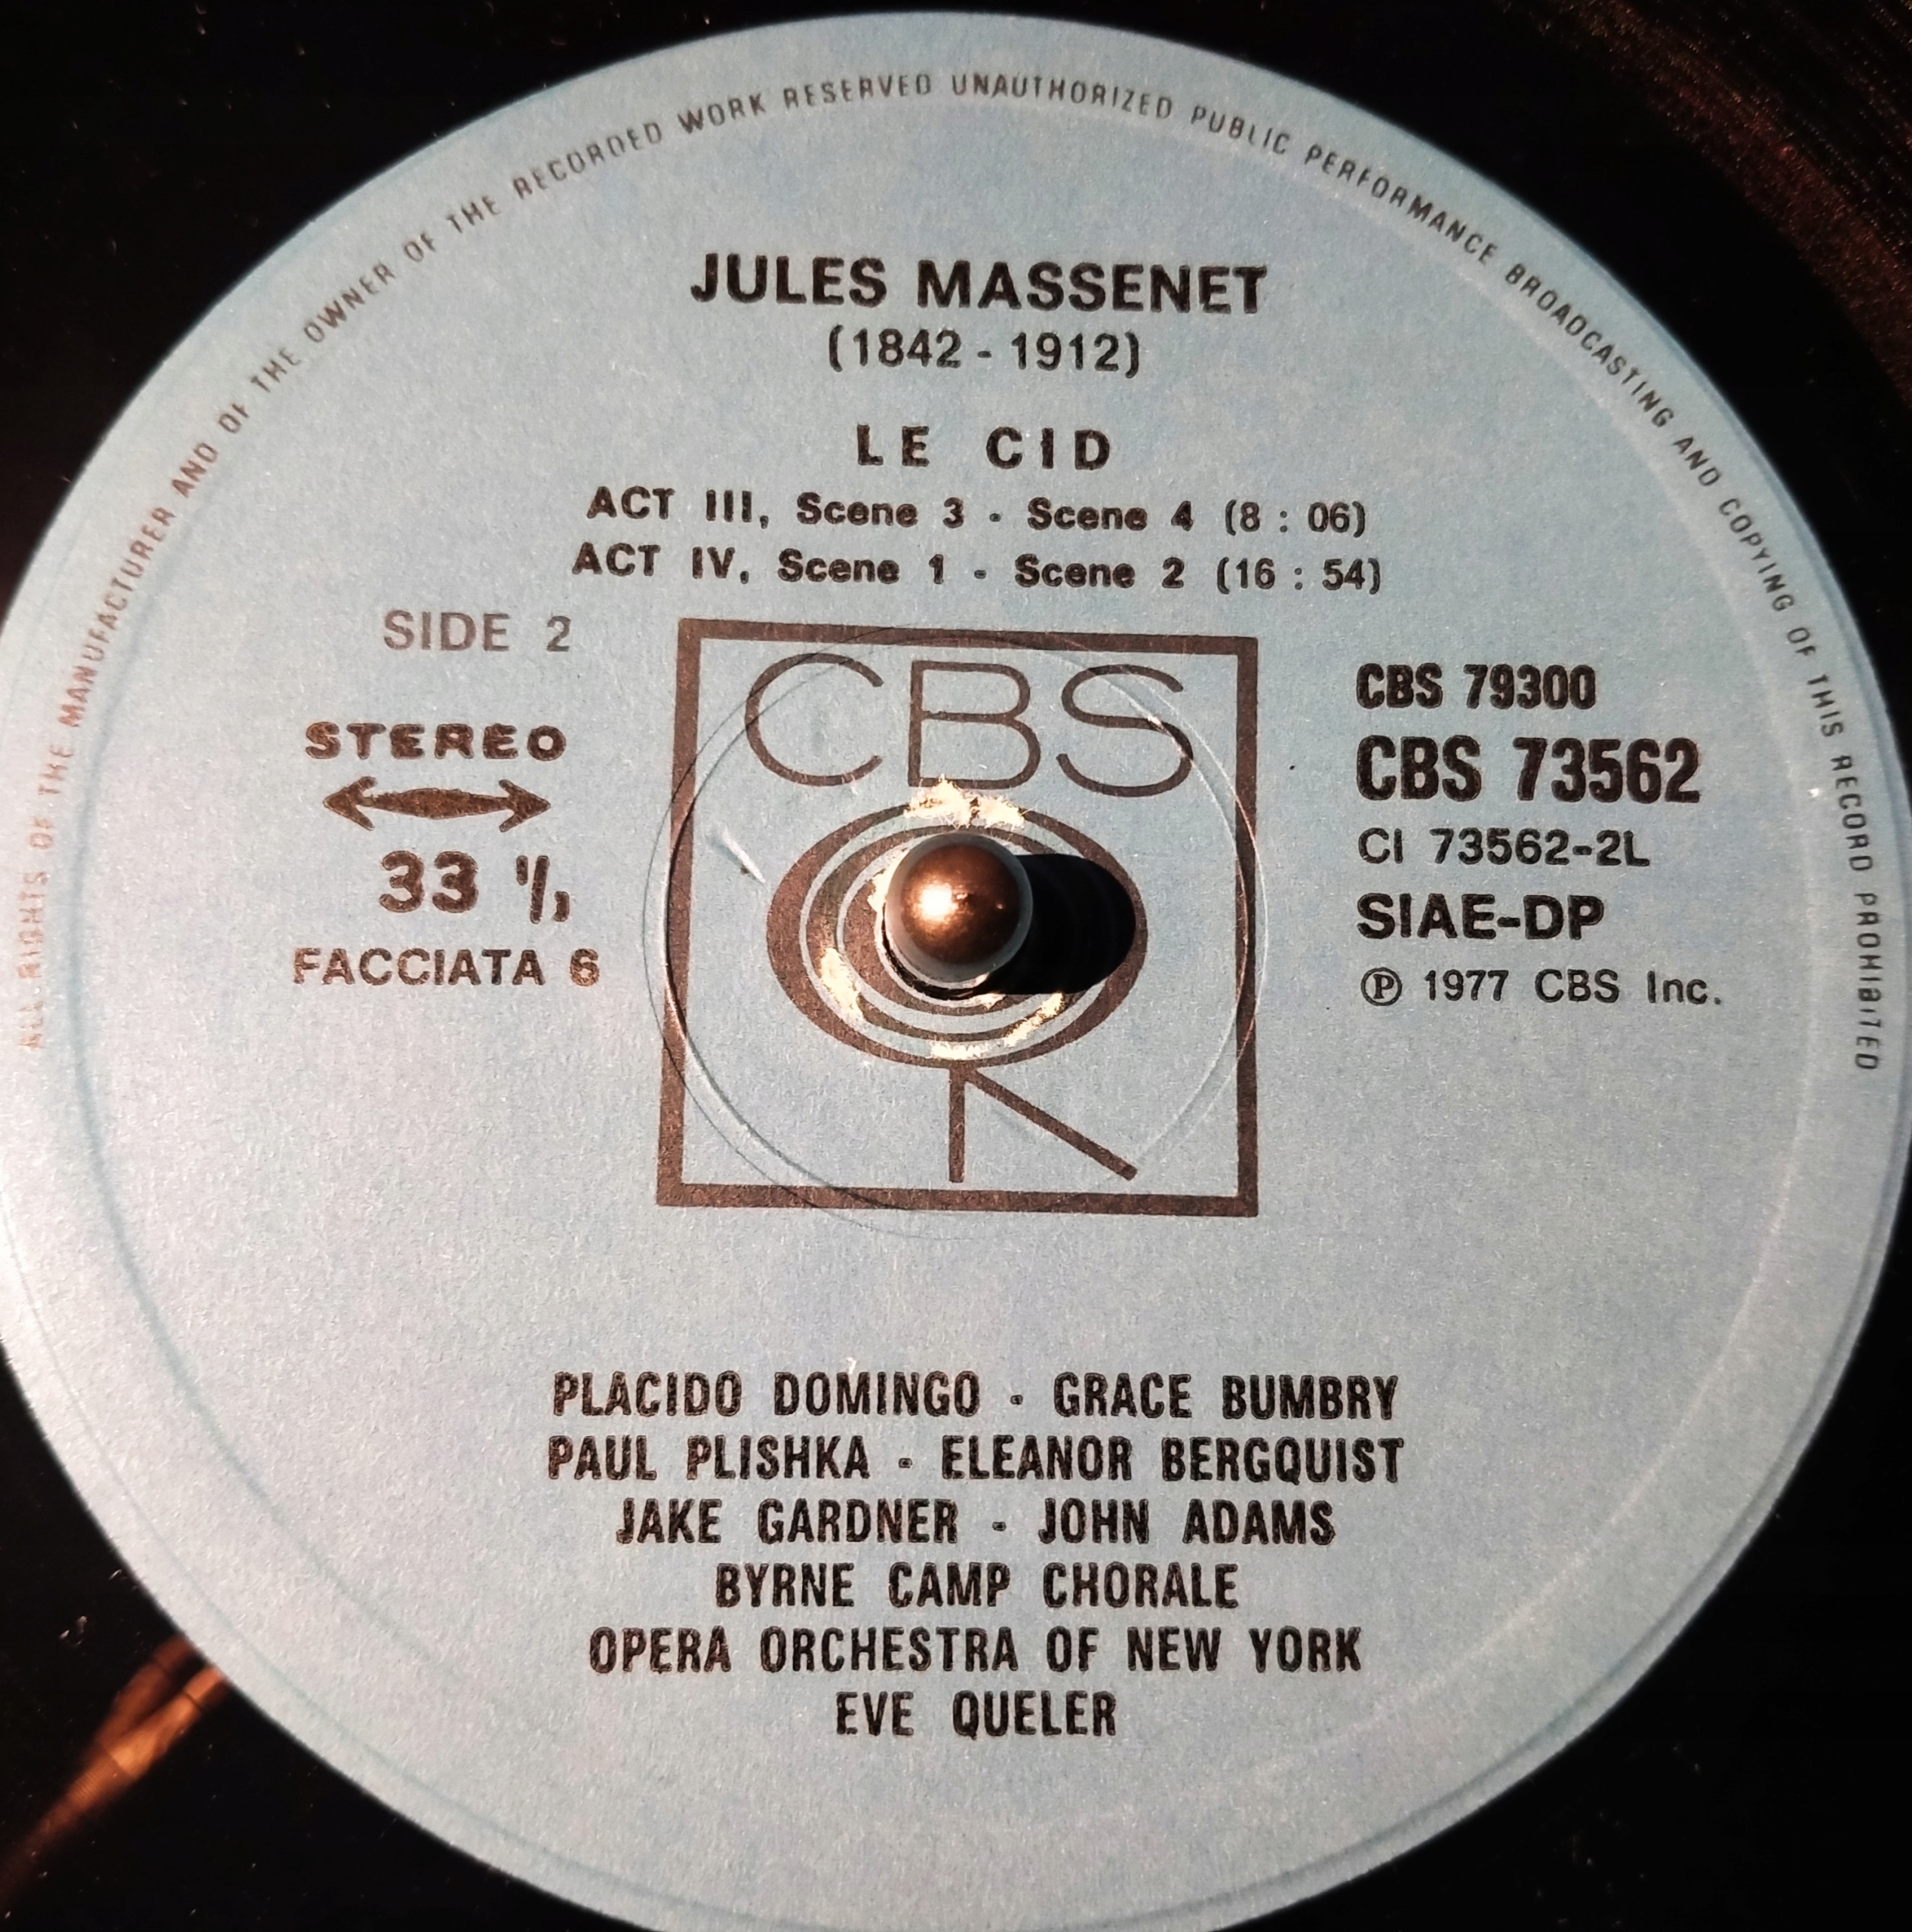 ALL RIGHTS OF THE MANUFACTURER AND OF THE OWNER OF THE RECORDED WORK RESERVED UNAUTHORIZED PUBLIC PERFORMANCE BROADCASTING AND COPYING OF THIS RECORD PROHIBITED
JULES MASSENET
(1842 - 1912)
LE CID
ACT III, Scene 3 - Scene 4 (8 : 06)
ACT IV, Scene 1 - Scene 2 (16 : 54)
SIDE 2
STEREO
33 1/3
FACCIATA 6
CBS
CBS 79300
CBS 73562
CI 73562-2L
SIAE-DP
℗ 1977 CBS Inc.
PLACIDO DOMINGO - GRACE BUMBRY
PAUL PLISHKA - ELEANOR BERGQUIST
JAKE GARDNER - JOHN ADAMS
BYRNE CAMP CHORALE
OPERA ORCHESTRA OF NEW YORK
EVE QUELER